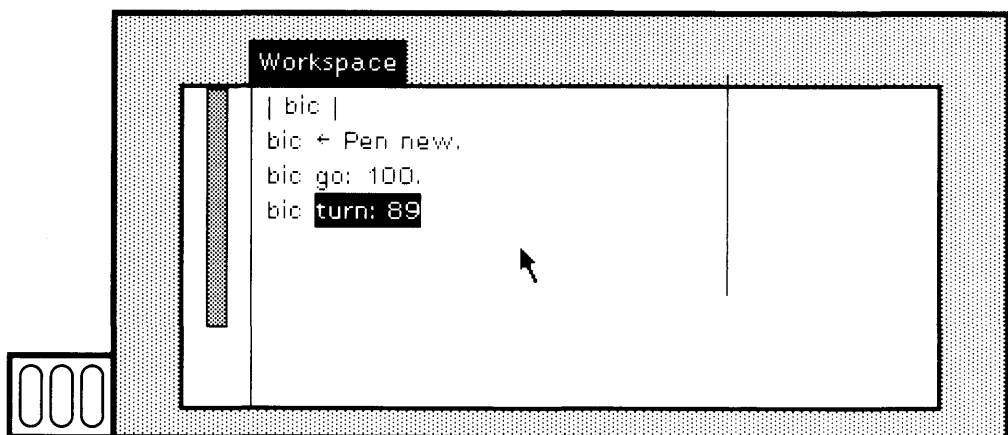 Workspace
| bic |
bic ← Pen new.
bic go: 100.
bic turn: 89